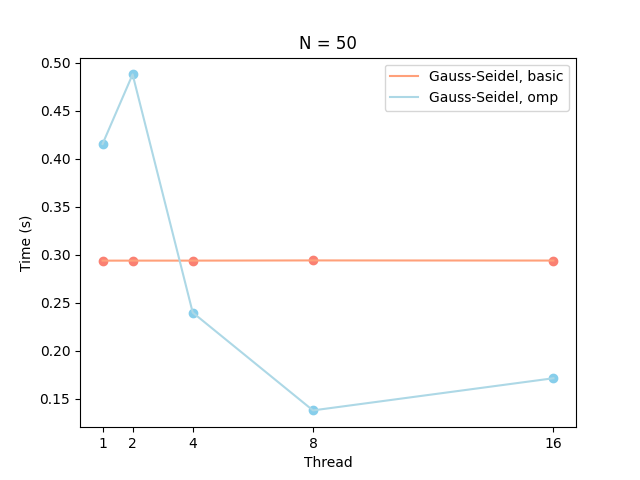 N = 50
Gauss-Seidel, basic
Gauss-Seidel, omp
Time (s)
0.50
0.45
0.40
0.35
0.30
0.25
0.20
0.15
1 2 4 8 16
Thread